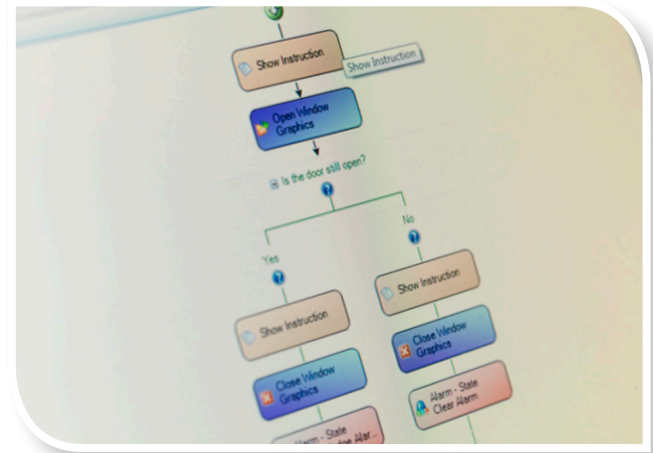 Show Instruction
Show Instruction
Open Window
Graphics
Is the door still open?
No
Yes
Show Instruction
Show Instruction
Close Window
Graphics
Close Window
Graphics
Alarm - State
Clear Alarm
Alarm - State
Alar...